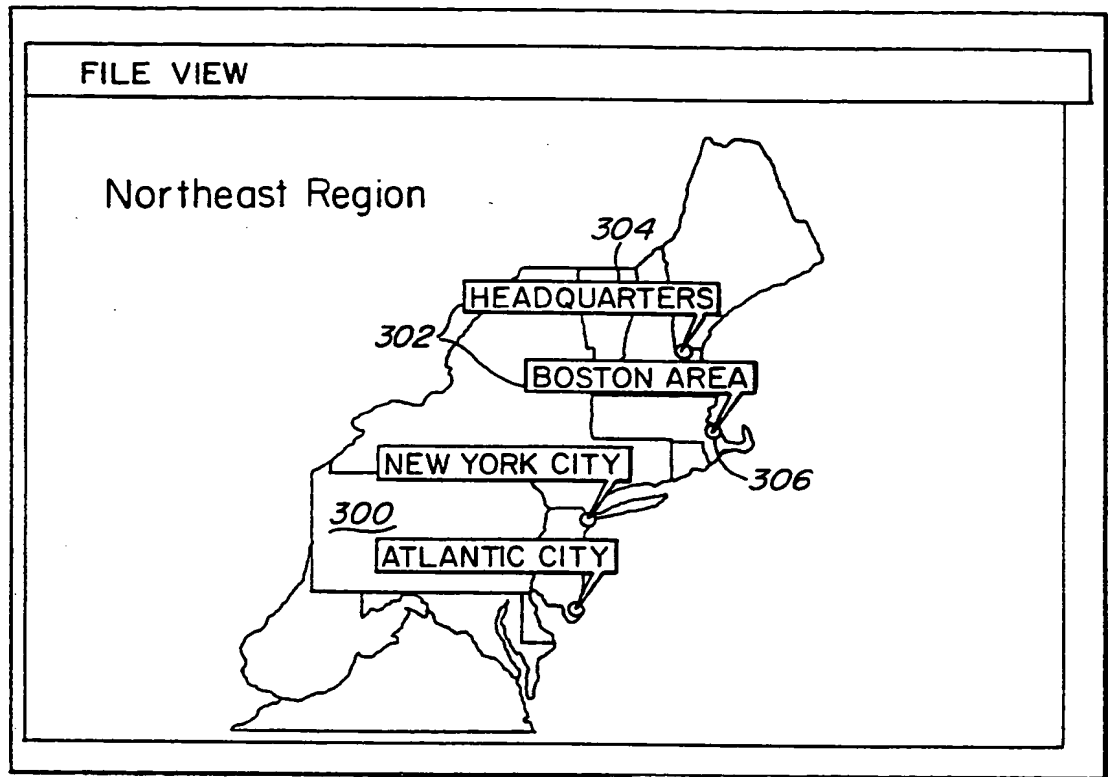 FILE VIEW
Northeast Region
304
HEADQUARTERS
302
BOSTON AREA
NEW YORK CITY
306
300
ATLANTIC CITY